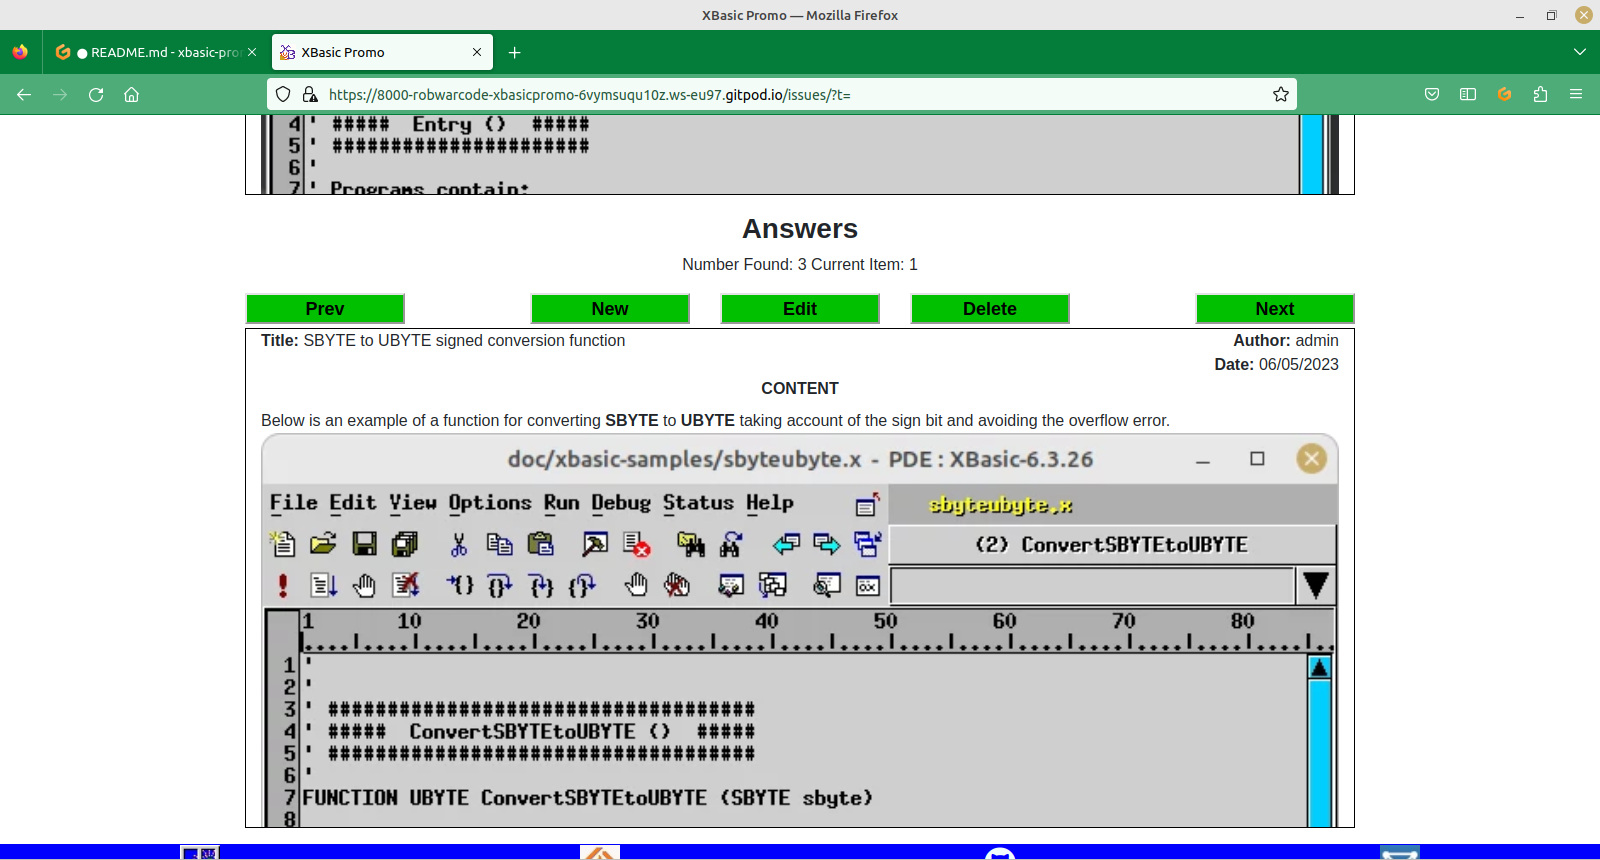 XBasic Promo — Mozilla Firefox
README.md - xbasic-pro
XBasic Promo
https://8000-robwarcode-xbasicpromo-6vymsuqu10z.ws-eu97.gitpod.io/issues/?t=
4 ' ##### Entry () #####
5 ' ######################
6 '
7 ' Programs contain:
Answers
Number Found: 3 Current Item: 1
Prev New Edit Delete Next
Title: SBYTE to UBYTE signed conversion function Author: admin
Date: 06/05/2023
CONTENT
Below is an example of a function for converting SBYTE to UBYTE taking account of the sign bit and avoiding the overflow error.
doc/xbasic-samples/sbyteubyte.x - PDE : XBasic-6.3.26
File Edit View Options Run Debug Status Help sbyteubyte.x
(2) ConvertSBYTEtoUBYTE
1 10 20 30 40 50 60 70 80
1 '
2 '
3 ' ####################################
4 ' ##### ConvertSBYTEtoUBYTE () #####
5 ' ####################################
6 '
7 FUNCTION UBYTE ConvertSBYTEtoUBYTE (SBYTE sbyte)
8